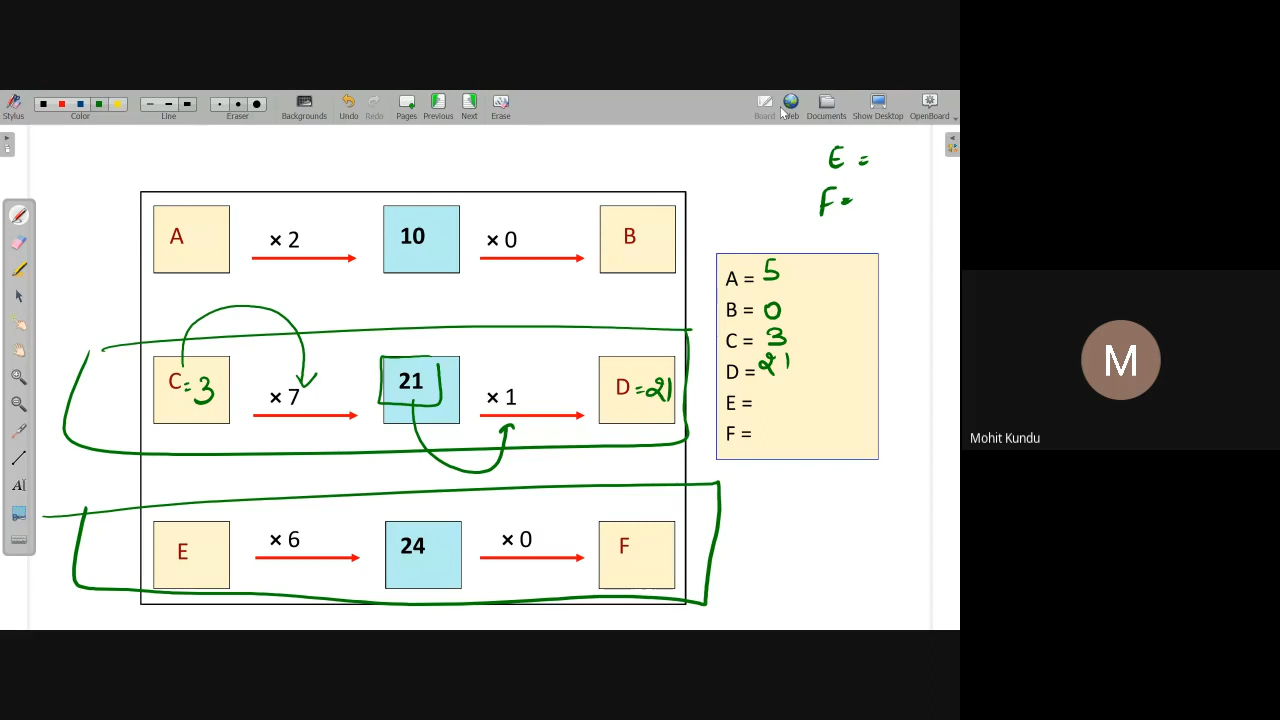 Stylus
Color
Line
Eraser
Backgrounds
Undo
Redo
Pages
Previous
Next
Erase
Board
Web
Documents
Show Desktop
OpenBoard
E =
F =
A × 2 10 × 0 B
C = 3 × 7 21 × 1 D = 21
E × 6 24 × 0 F
A = 5
B = 0
C = 3
D = 21
E =
F =
M
Mohit Kundu